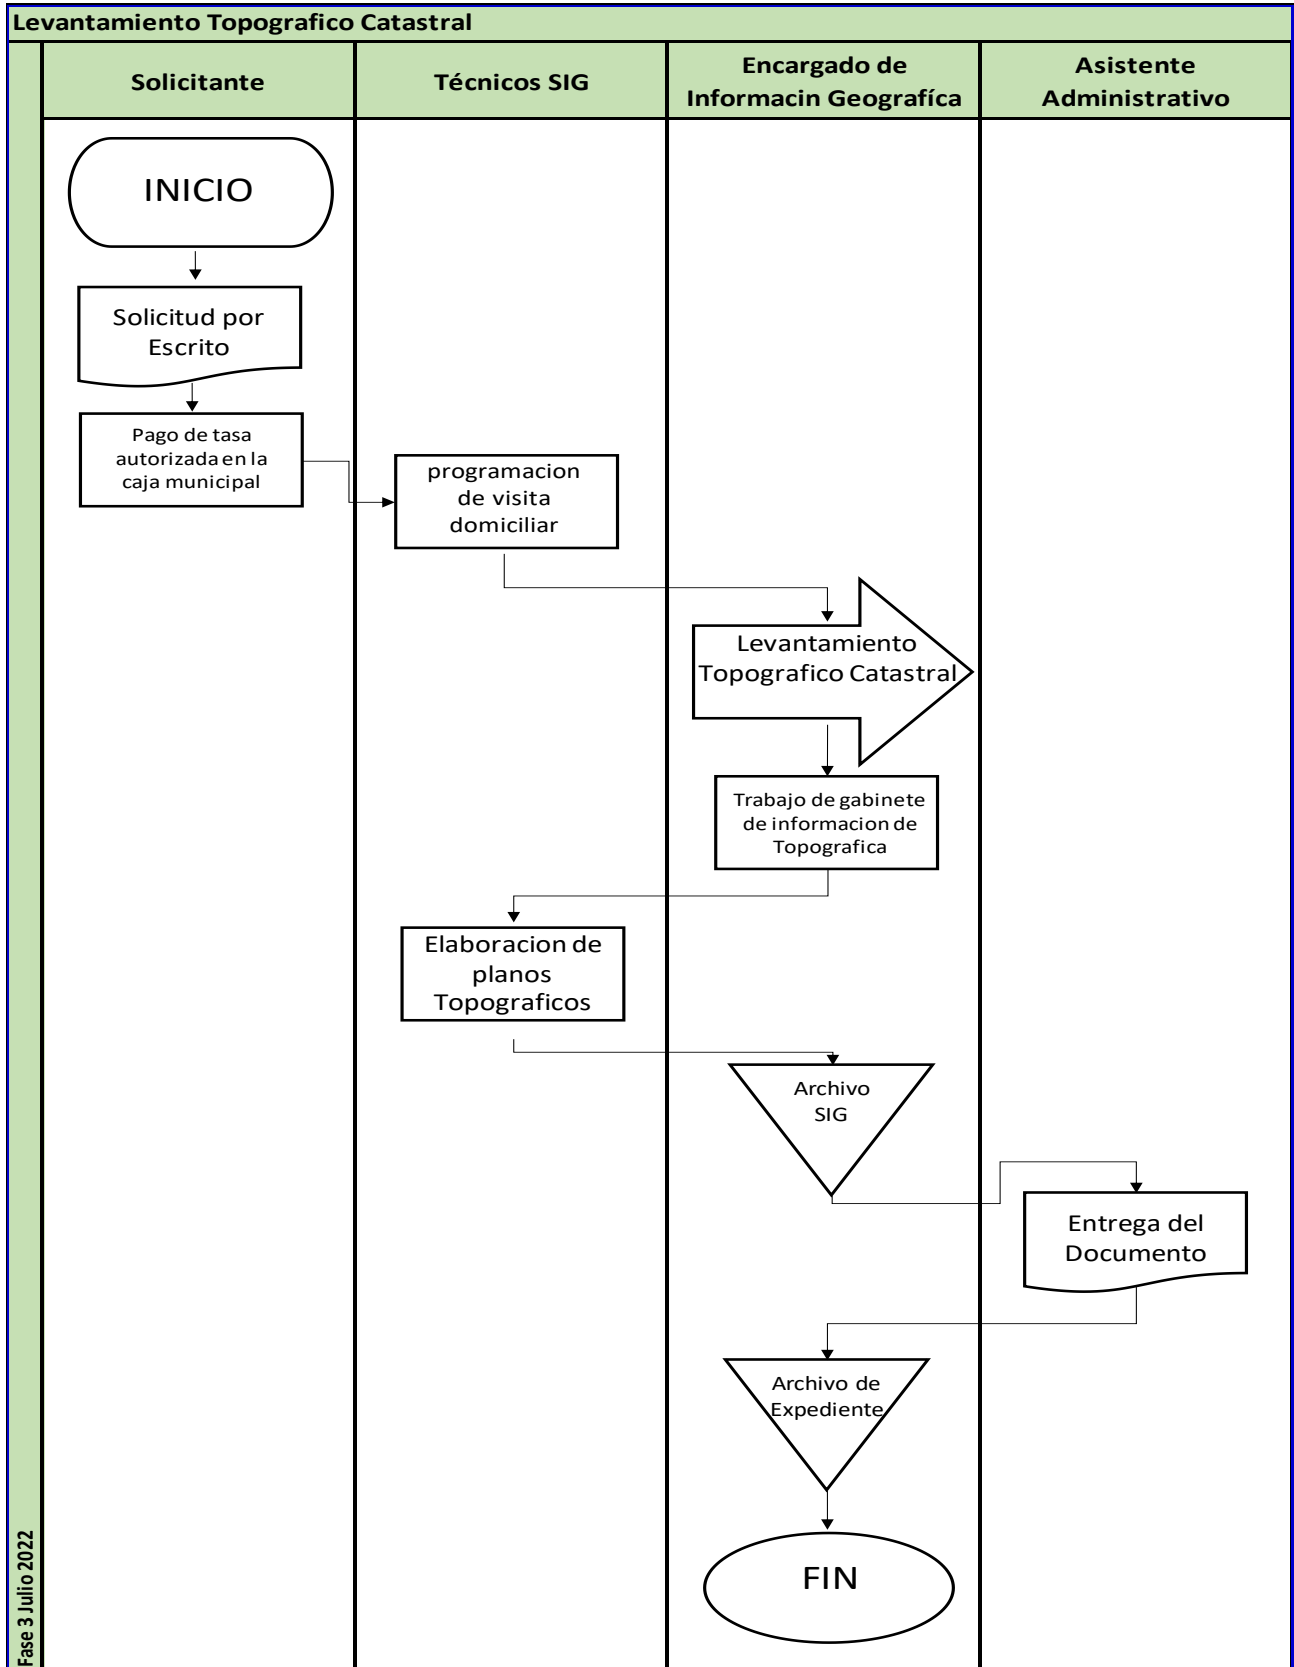 Levantamiento Topografico Catastral
Solicitante
Técnicos SIG
Encargado de
Informacin Geografíca
Asistente
Administrativo
INICIO
Solicitud por
Escrito
Pago de tasa
autorizada en la
caja municipal
programacion
de visita
domiciliar
Levantamiento
Topografico Catastral
Trabajo de gabinete
de informacion de
Topografica
Elaboracion de
planos
Topograficos
Archivo
SIG
Entrega del
Documento
Archivo de
Expediente
FIN
Fase 3 Julio 2022